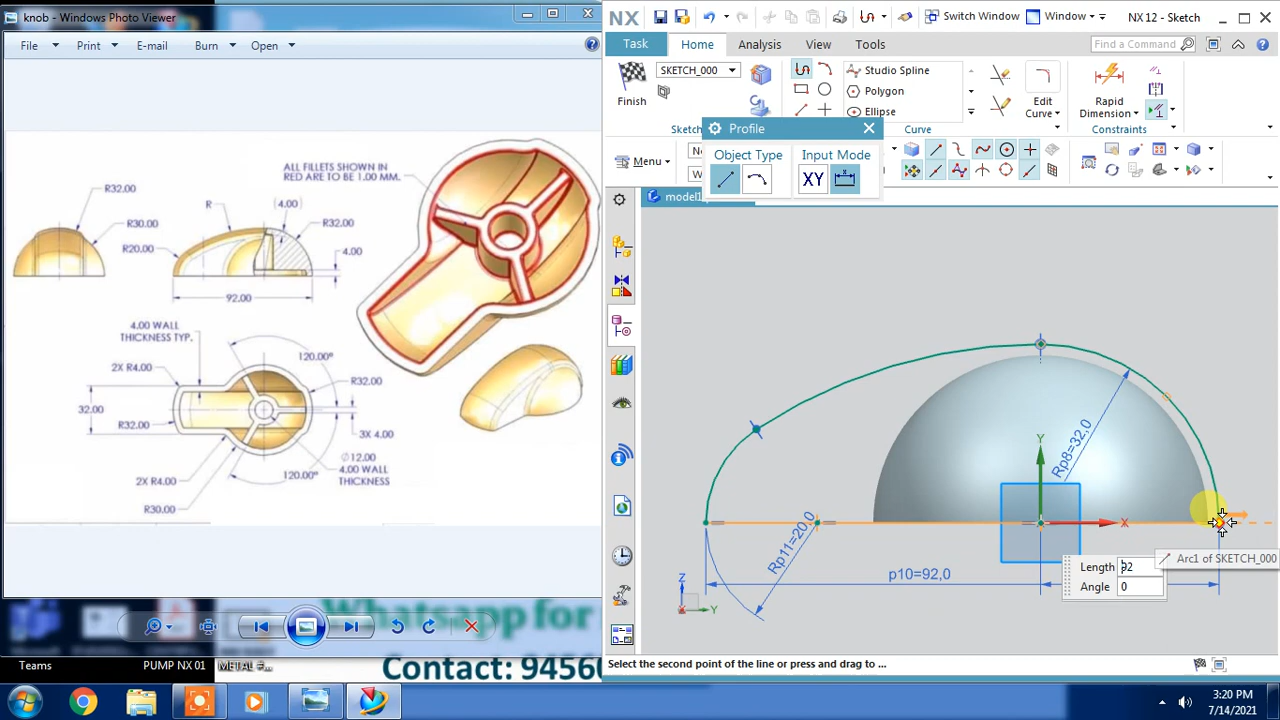 knob - Windows Photo Viewer
File Print E-mail Burn Open
ALL FILLETS SHOWN IN
RED ARE TO BE 1.00 MM.
R32.00
R
(4.00)
R30.00
R32.00
R20.00
4.00
92.00
4.00 WALL
THICKNESS TYP.
120.00°
2X R4.00
R32.00
32.00
R32.00
3X 4.00
2X R4.00
∅12.00
120.00°
4.00 WALL
THICKNESS
R30.00
Whatsapp for
Contact: 94560
Teams
PUMP NX 01
METAL #...
NX
Switch Window
Window
NX 12 - Sketch
Task Home Analysis View Tools
Find a Command
Finish
SKETCH_000
Studio Spline
Polygon
Ellipse
Edit
Curve
Rapid
Dimension
Sketch
Curve
Constraints
Menu
Profile
Object Type
Input Mode
XY
Rp8=32,0
Y
X
Rp11=20,0
p10=92,0
Z
Y
X
Length 92
Angle 0
Arc1 of SKETCH_000
Select the second point of the line or press and drag to ...
3:20 PM
7/14/2021